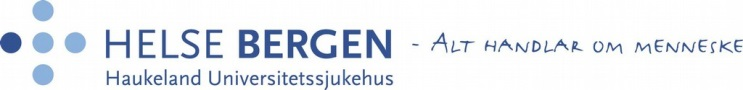 HELSE BERGEN - ALT HANDLAR OM MENNESKE
Haukeland Universitetssjukehus